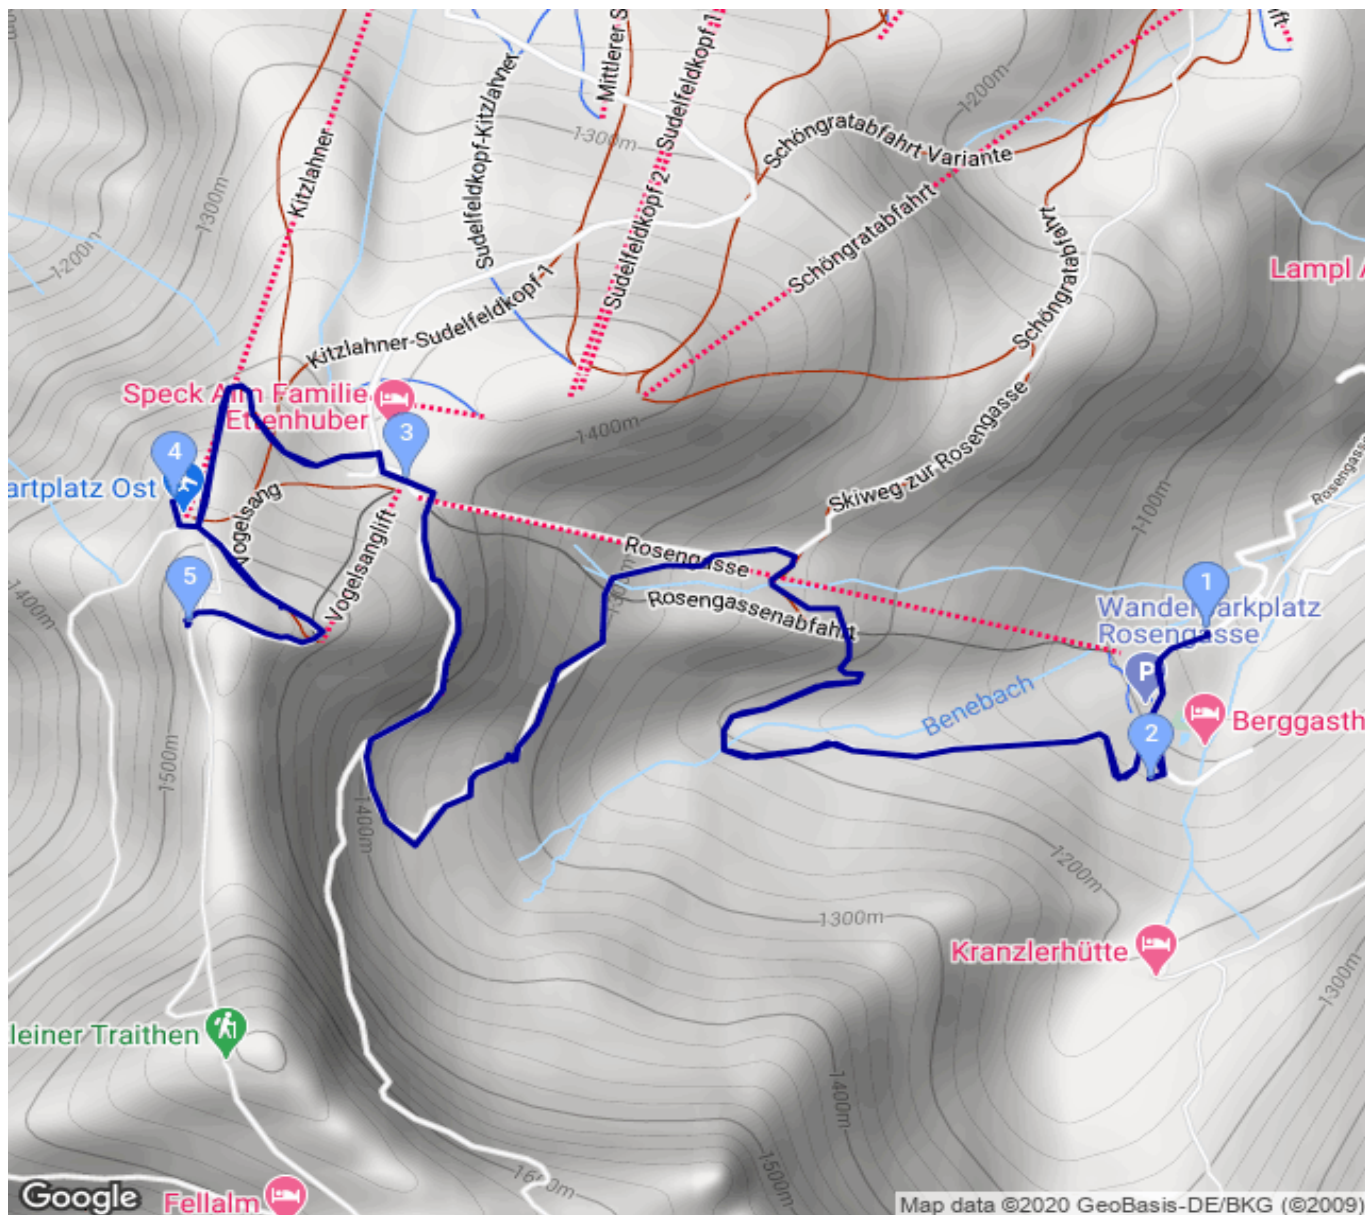 Mittlerer S
Sudelfeldkopf 1
ift
Sudelfeldkopf-Kitzlahner
1200m
1300m
Kitzlahner
Schöngratabfahrt Variante
1300m
Sudelfeldkopf 2
Schöngratabfahrt
Schöngratabfahrt
1200m
Lampl A
Kitzlahner-Sudelfeldkopf-1
Schöngratabfahrt
Speck Alm Familie
Ettenhuber
1400m
3
4
artplatz Ost
Vogelsang
Skiweg zur Rosengasse
1100m
Rosengasse
Rosengasse
5
Vogelsanglift
1300m
Rosengassenabfahrt
1
1400m
Wanderparkplatz
Rosengasse
P
Benebach
Berggasth
2
1500m
1400m
1200m
1300m
Kranzlerhütte
1300m
leiner Traithen
1400m
1500m
1600m
Fellalm
Google
Map data ©2020 GeoBasis-DE/BKG (©2009)